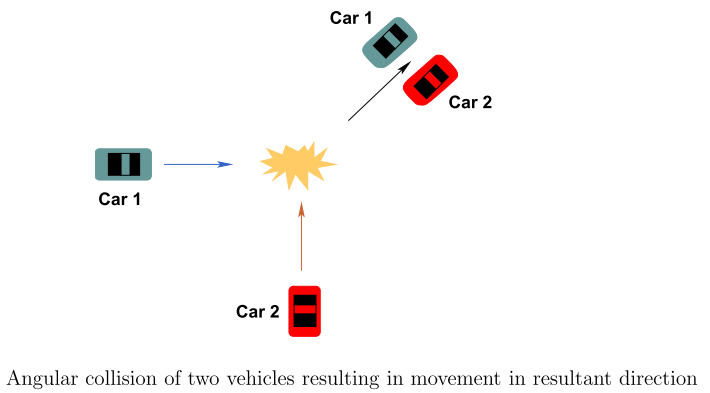 Car 1
Car 2
Car 1
Car 2
Angular collision of two vehicles resulting in movement in resultant direction